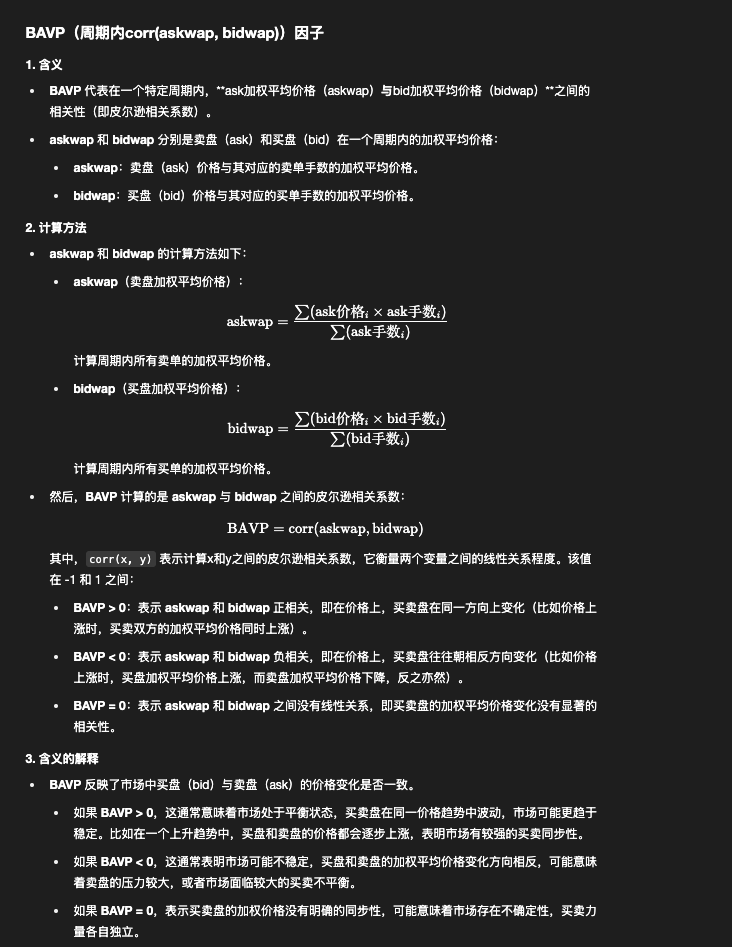 BAVP（周期内corr(askwap, bidwap)）因子
1. 含义
• BAVP 代表在一个特定周期内，**ask加权平均价格（askwap）与bid加权平均价格（bidwap）**之间的
相关性（即皮尔逊相关系数）。
• askwap 和 bidwap 分别是卖盘（ask）和买盘（bid）在一个周期内的加权平均价格：
• askwap：卖盘（ask）价格与其对应的卖单手数的加权平均价格。
• bidwap：买盘（bid）价格与其对应的买单手数的加权平均价格。
2. 计算方法
• askwap 和 bidwap 的计算方法如下：
• askwap（卖盘加权平均价格）：
askwap = ∑(ask价格ᵢ × ask手数ᵢ) / ∑(ask手数ᵢ)
计算周期内所有卖单的加权平均价格。
• bidwap（买盘加权平均价格）：
bidwap = ∑(bid价格ᵢ × bid手数ᵢ) / ∑(bid手数ᵢ)
计算周期内所有买单的加权平均价格。
• 然后，BAVP 计算的是 askwap 与 bidwap 之间的皮尔逊相关系数：
BAVP = corr(askwap, bidwap)
其中，corr(x, y) 表示计算x和y之间的皮尔逊相关系数，它衡量两个变量之间的线性关系程度。该值
在 -1 和 1 之间：
• BAVP > 0：表示 askwap 和 bidwap 正相关，即在价格上，买卖盘在同一方向上变化（比如价格上
涨时，买卖双方的加权平均价格同时上涨）。
• BAVP < 0：表示 askwap 和 bidwap 负相关，即在价格上，买卖盘往往朝相反方向变化（比如价格
上涨时，买盘加权平均价格上涨，而卖盘加权平均价格下降，反之亦然）。
• BAVP = 0：表示 askwap 和 bidwap 之间没有线性关系，即买卖盘的加权平均价格变化没有显著的
相关性。
3. 含义的解释
• BAVP 反映了市场中买盘（bid）与卖盘（ask）的价格变化是否一致。
• 如果 BAVP > 0，这通常意味着市场处于平衡状态，买卖盘在同一价格趋势中波动，市场可能更趋于
稳定。比如在一个上升趋势中，买盘和卖盘的价格都会逐步上涨，表明市场有较强的买卖同步性。
• 如果 BAVP < 0，这通常表明市场可能不稳定，买盘和卖盘的加权平均价格变化方向相反，可能意味
着卖盘的压力较大，或者市场面临较大的买卖不平衡。
• 如果 BAVP = 0，表示买卖盘的加权价格没有明确的同步性，可能意味着市场存在不确定性，买卖力
量各自独立。